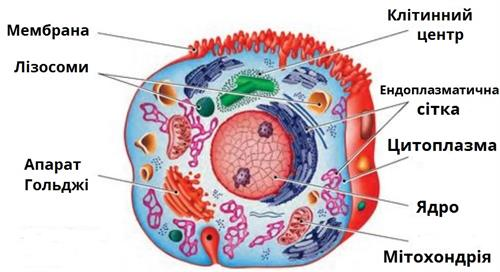 Мембрана
Лізосоми
Апарат
Гольджі
Клітинний
центр
Ендоплазматична
сітка
Цитоплазма
Ядро
Мітохондрія